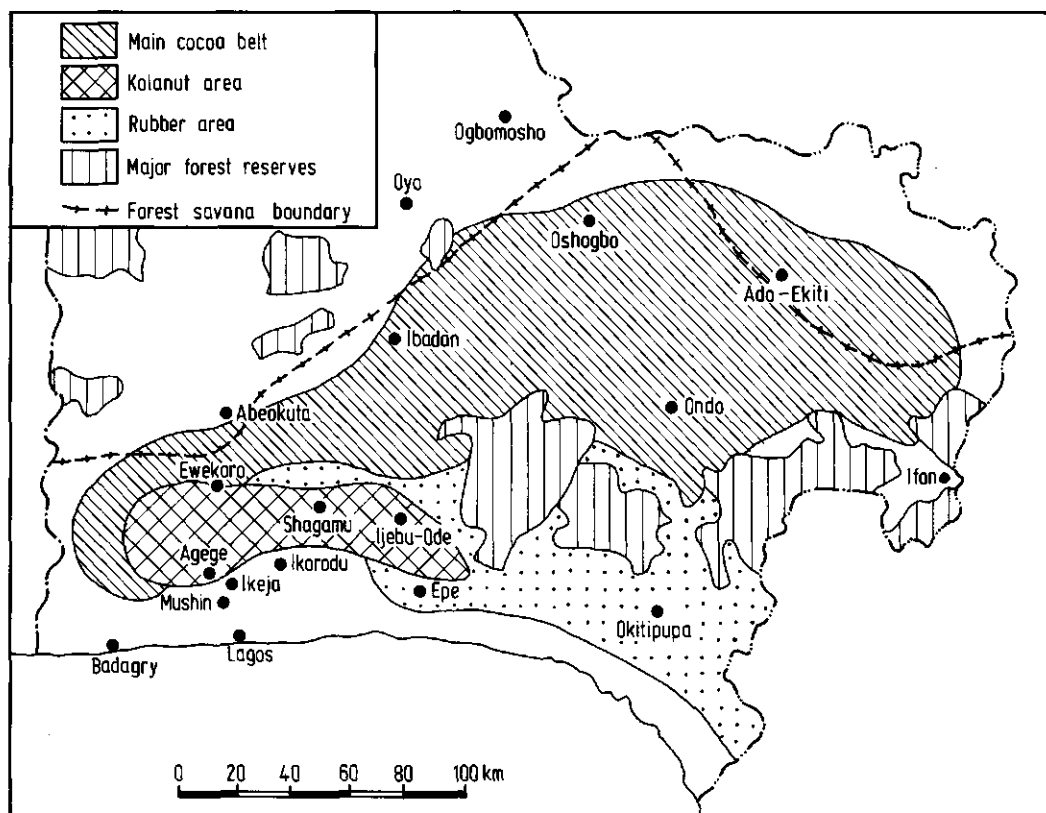 Main cocoa belt
Kolanut area
Rubber area
Major forest reserves
Forest savana boundary
Ogbomosho
Oyo
Oshogbo
Ado-Ekiti
Ibadan
Abeokuta
Ondo
Ewekoro
Ifon
Shagamu
Ijebu-Ode
Agege
Ikorodu
Ikeja
Epe
Mushin
Okitipupa
Lagos
Badagry
0 20 40 60 80 100 km